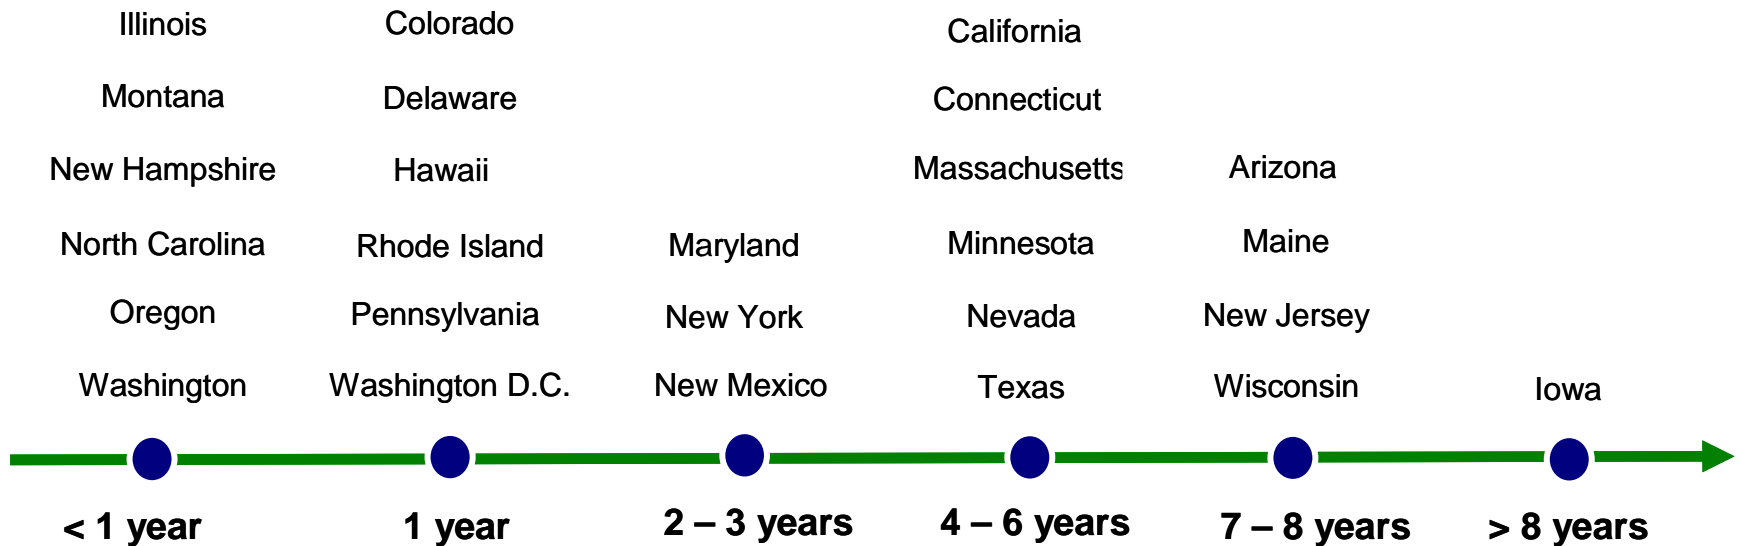 Illinois
Montana
New Hampshire
North Carolina
Oregon
Washington
< 1 year
Colorado
Delaware
Hawaii
Rhode Island
Pennsylvania
Washington D.C.
1 year
Maryland
New York
New Mexico
2 – 3 years
California
Connecticut
Massachusetts
Minnesota
Nevada
Texas
4 – 6 years
Arizona
Maine
New Jersey
Wisconsin
7 – 8 years
Iowa
> 8 years